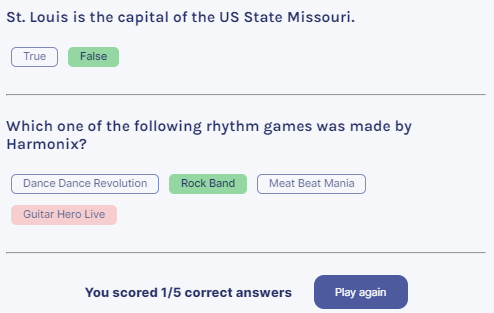 St. Louis is the capital of the US State Missouri.
True False
Which one of the following rhythm games was made by
Harmonix?
Dance Dance Revolution Rock Band Meat Beat Mania
Guitar Hero Live
You scored 1/5 correct answers Play again